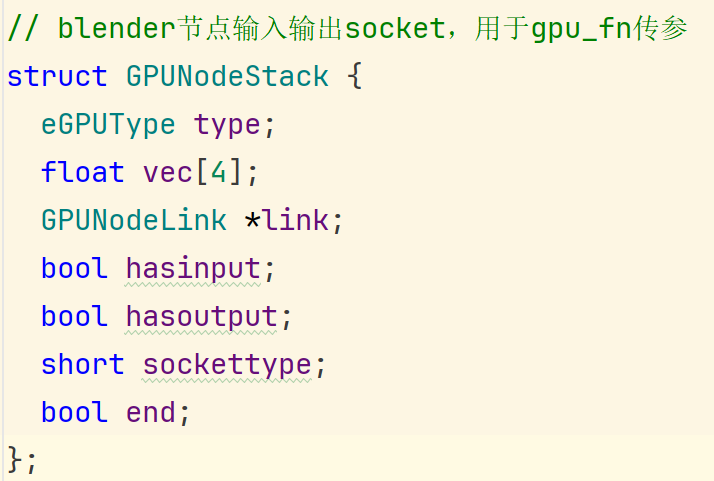 // blender节点输入输出socket，用于gpu_fn传参
struct GPUNodeStack {
  eGPUType type;
  float vec[4];
  GPUNodeLink *link;
  bool hasinput;
  bool hasoutput;
  short sockettype;
  bool end;
};